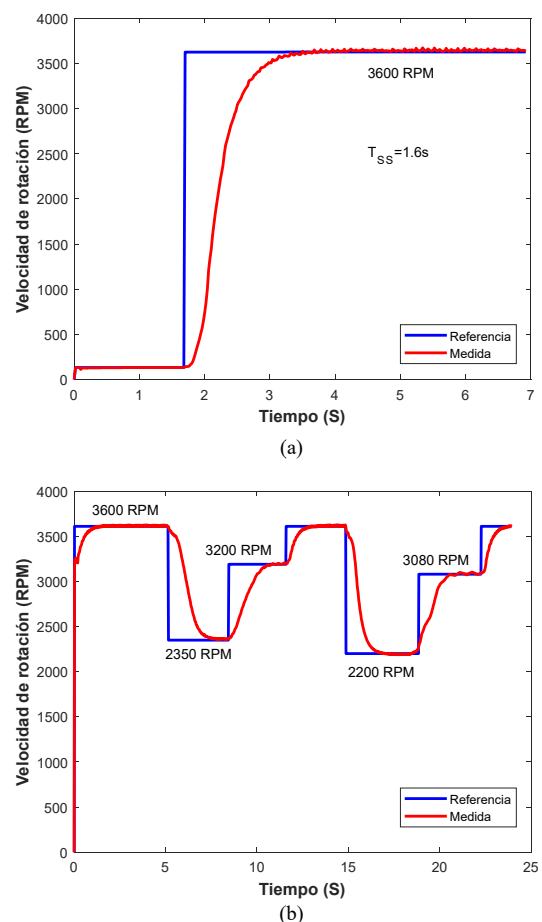 4000
3500
3000
2500
2000
1500
1000
500
0
Velocidad de rotación (RPM)
3600 RPM
T_SS=1.6s
Referencia
Medida
0 1 2 3 4 5 6 7
Tiempo (S)
(a)
4000
3500
3000
2500
2000
1500
1000
500
0
Velocidad de rotación (RPM)
3600 RPM
3200 RPM
3080 RPM
2350 RPM
2200 RPM
Referencia
Medida
0 5 10 15 20 25
Tiempo (S)
(b)